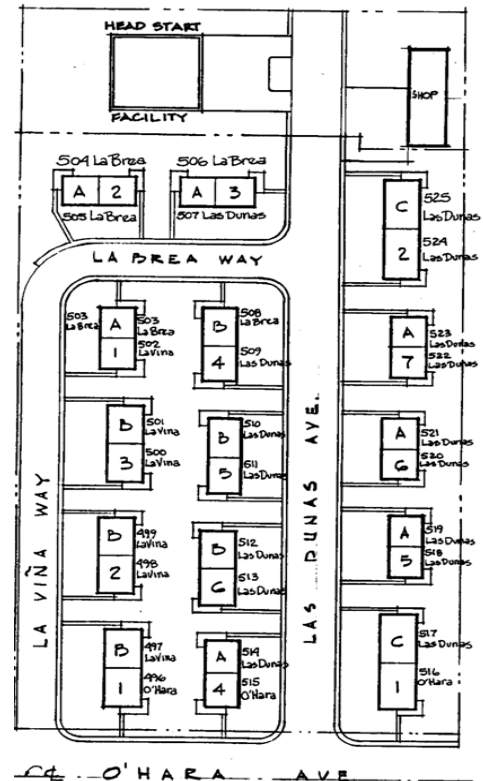 HEAD START
FACILITY
SHOP
504 La Brea
506 La Brea
A 2
A 3
505 La Brea
507 Las Dunas
C
525
Las Dunas
2
524
Las Dunas
LA BREA WAY
503
La Brea
A
503
La Brea
1
502
La Vina
B
508
La Brea
4
509
Las Dunas
A
523
Las Dunas
7
522
Las Dunas
B
501
La Vina
3
500
La Vina
B
510
Las Dunas
5
511
Las Dunas
A
521
Las Dunas
6
520
Las Dunas
B
499
La Vina
2
498
La Vina
B
512
Las Dunas
6
513
Las Dunas
A
519
Las Dunas
5
518
Las Dunas
B
497
La Vina
1
496
O'Hara
A
514
Las Dunas
4
515
O'Hara
C
517
Las Dunas
1
516
O'Hara
LA VIÑA WAY
LAS DUNAS AVE.
O'HARA AVE